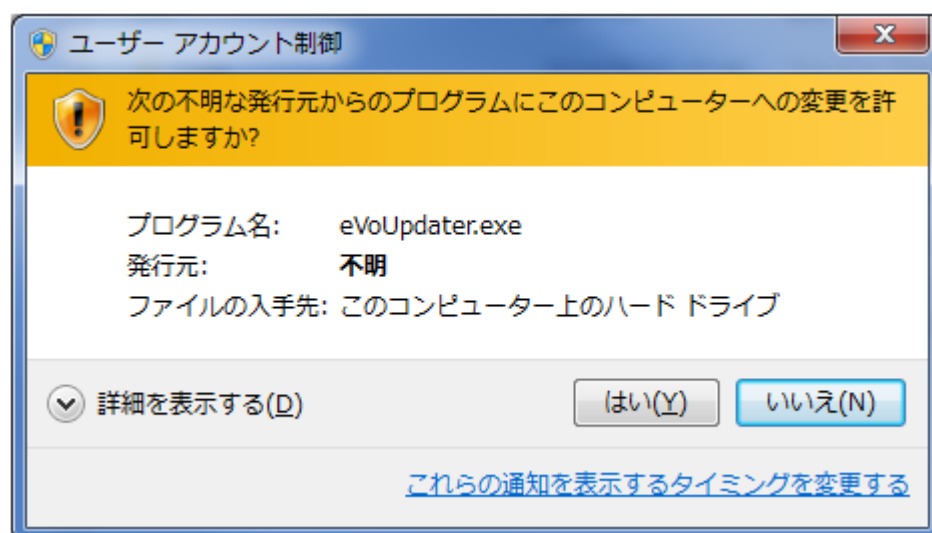 ユーザー アカウント制御
次の不明な発行元からのプログラムにこのコンピューターへの変更を許
可しますか?
プログラム名: eVoUpdater.exe
発行元: 不明
ファイルの入手先: このコンピューター上のハード ドライブ
詳細を表示する(D)
はい(Y)
いいえ(N)
これらの通知を表示するタイミングを変更する